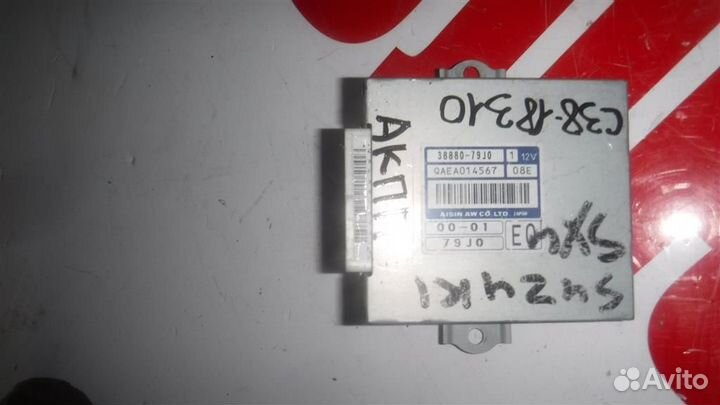 C38-18310
АКП
38880-79J0 1 12V
QAEA014567 08E
AISIN AW CO.,LTD. JAPAN
00-01
79J0
E0
SX4
SUZUKI
Avito